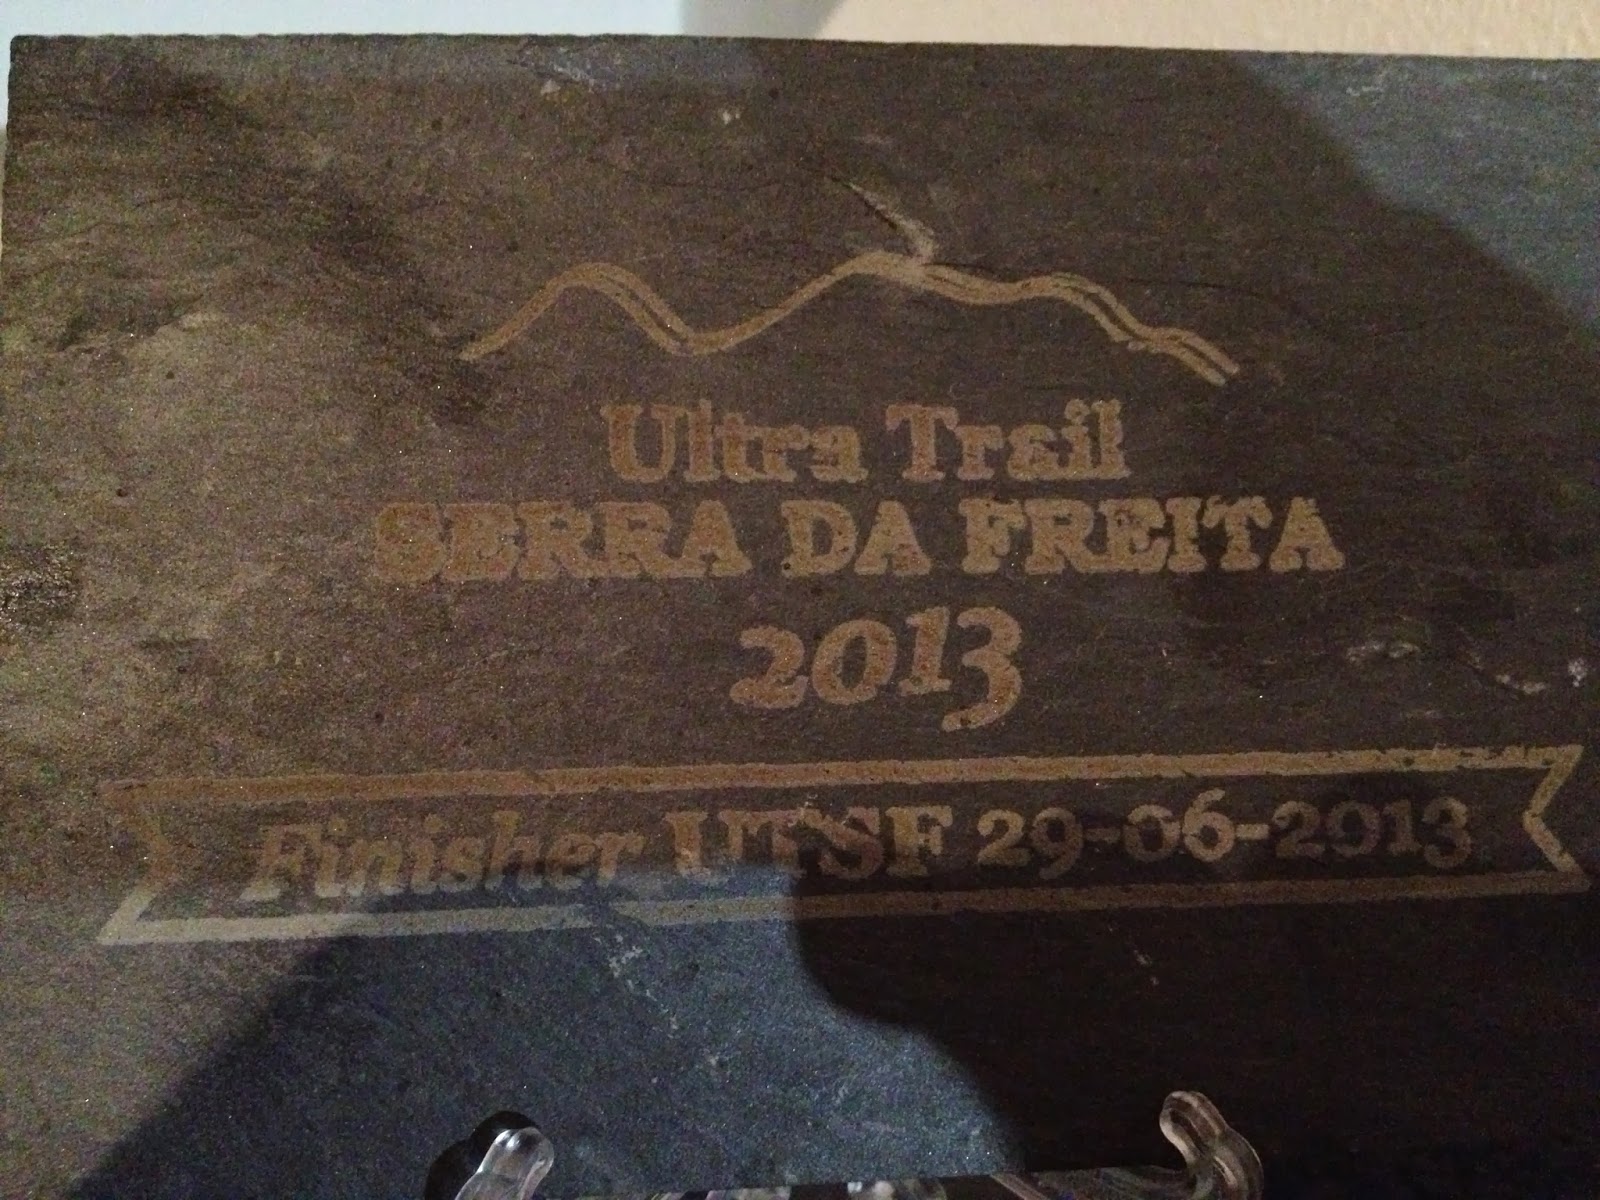 Ultra Trail
SERRA DA FREITA
2013
Finisher UTSF 29-06-2013